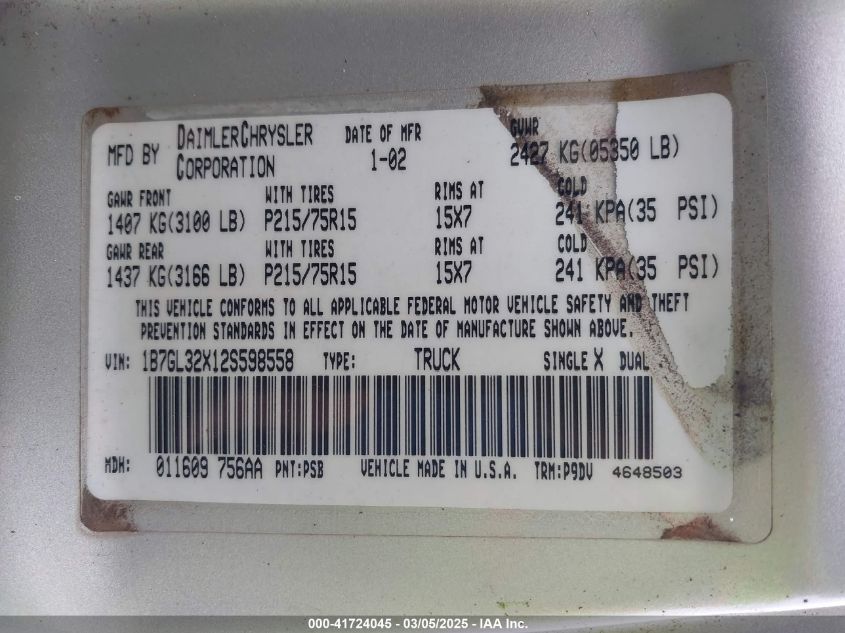 MFD BY DAIMLERCHRYSLER CORPORATION DATE OF MFR 1-02 GVWR 2427 KG(05350 LB)
GAWR FRONT WITH TIRES RIMS AT COLD
1407 KG(3100 LB) P215/75R15 15X7 241 KPA(35 PSI)
GAWR REAR WITH TIRES RIMS AT COLD
1437 KG(3166 LB) P215/75R15 15X7 241 KPA(35 PSI)
THIS VEHICLE CONFORMS TO ALL APPLICABLE FEDERAL MOTOR VEHICLE SAFETY AND THEFT
PREVENTION STANDARDS IN EFFECT ON THE DATE OF MANUFACTURE SHOWN ABOVE.
VIN: 1B7GL32X12S598558 TYPE: TRUCK SINGLE X DUAL
MDH: 011609 756AA PNT:PSB VEHICLE MADE IN U.S.A. TRM:P9DV 4648503
000-41724045 - 03/05/2025 - IAA Inc.